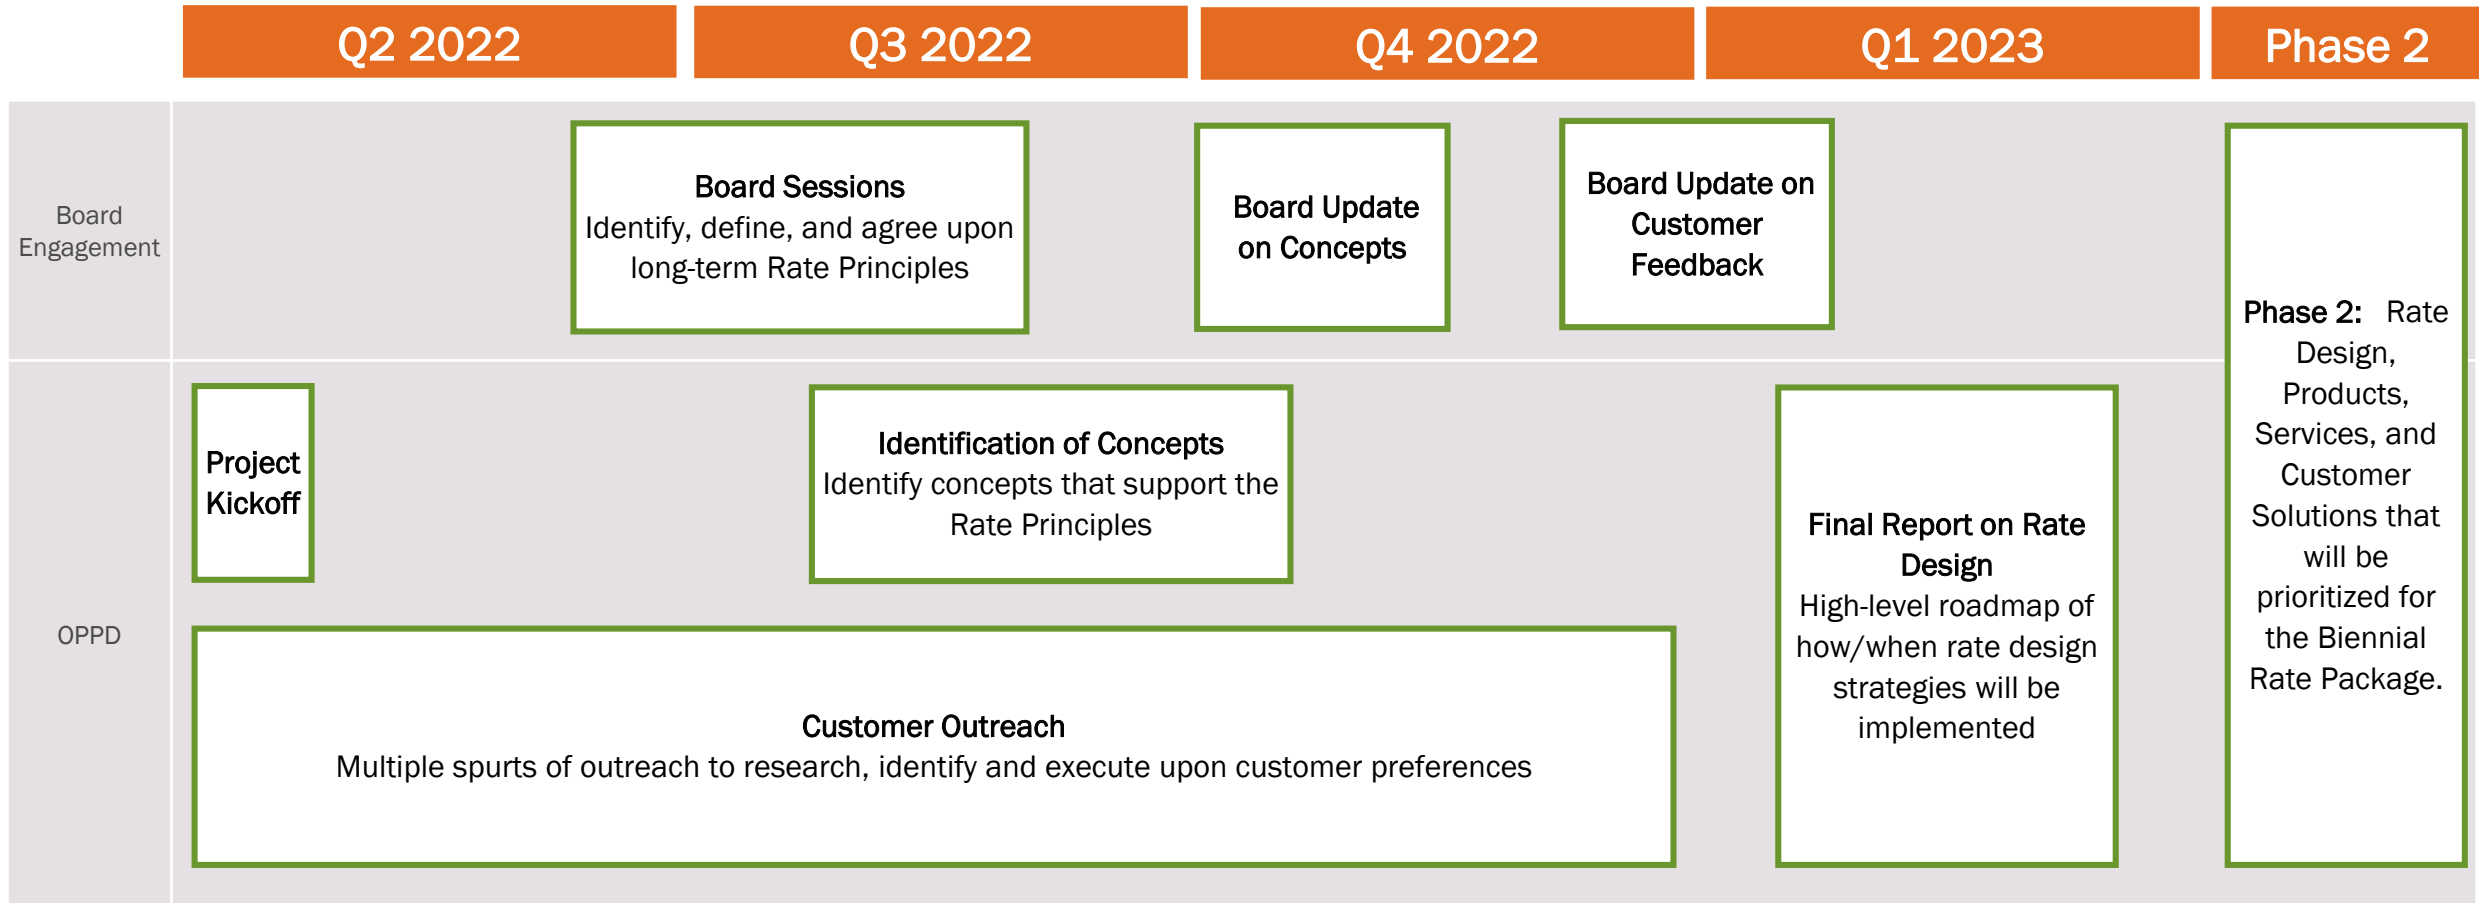 Q2 2022
Q3 2022
Q4 2022
Q1 2023
Phase 2
Board
Engagement
Board Sessions
Identify, define, and agree upon
long-term Rate Principles
Board Update
on Concepts
Board Update on
Customer
Feedback
Phase 2: Rate
Design,
Products,
Services, and
Customer
Solutions that
will be
prioritized for
the Biennial
Rate Package.
OPPD
Project
Kickoff
Identification of Concepts
Identify concepts that support the
Rate Principles
Final Report on Rate
Design
High-level roadmap of
how/when rate design
strategies will be
implemented
Customer Outreach
Multiple spurts of outreach to research, identify and execute upon customer preferences